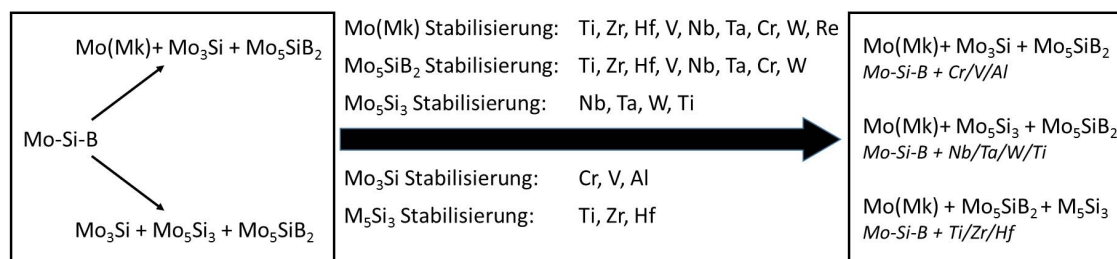 Mo(Mk)+ Mo₃Si + Mo₅SiB₂
Mo-Si-B
Mo₃Si + Mo₅Si₃ + Mo₅SiB₂
Mo(Mk) Stabilisierung: Ti, Zr, Hf, V, Nb, Ta, Cr, W, Re
Mo₅SiB₂ Stabilisierung: Ti, Zr, Hf, V, Nb, Ta, Cr, W
Mo₅Si₃ Stabilisierung: Nb, Ta, W, Ti
Mo₃Si Stabilisierung: Cr, V, Al
M₅Si₃ Stabilisierung: Ti, Zr, Hf
Mo(Mk)+ Mo₃Si + Mo₅SiB₂
Mo-Si-B + Cr/V/Al
Mo(Mk)+ Mo₅Si₃ + Mo₅SiB₂
Mo-Si-B + Nb/Ta/W/Ti
Mo(Mk) + Mo₅SiB₂ + M₅Si₃
Mo-Si-B + Ti/Zr/Hf